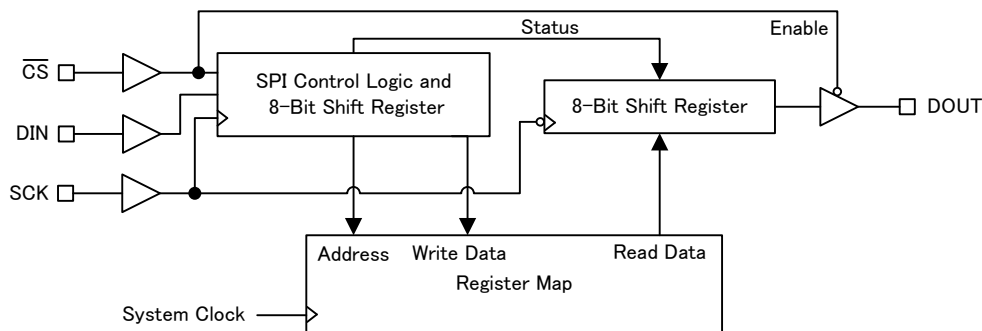 Status
Enable
C̅S̅
SPI Control Logic and
8-Bit Shift Register
8-Bit Shift Register
DOUT
DIN
SCK
Address
Write Data
Read Data
Register Map
System Clock